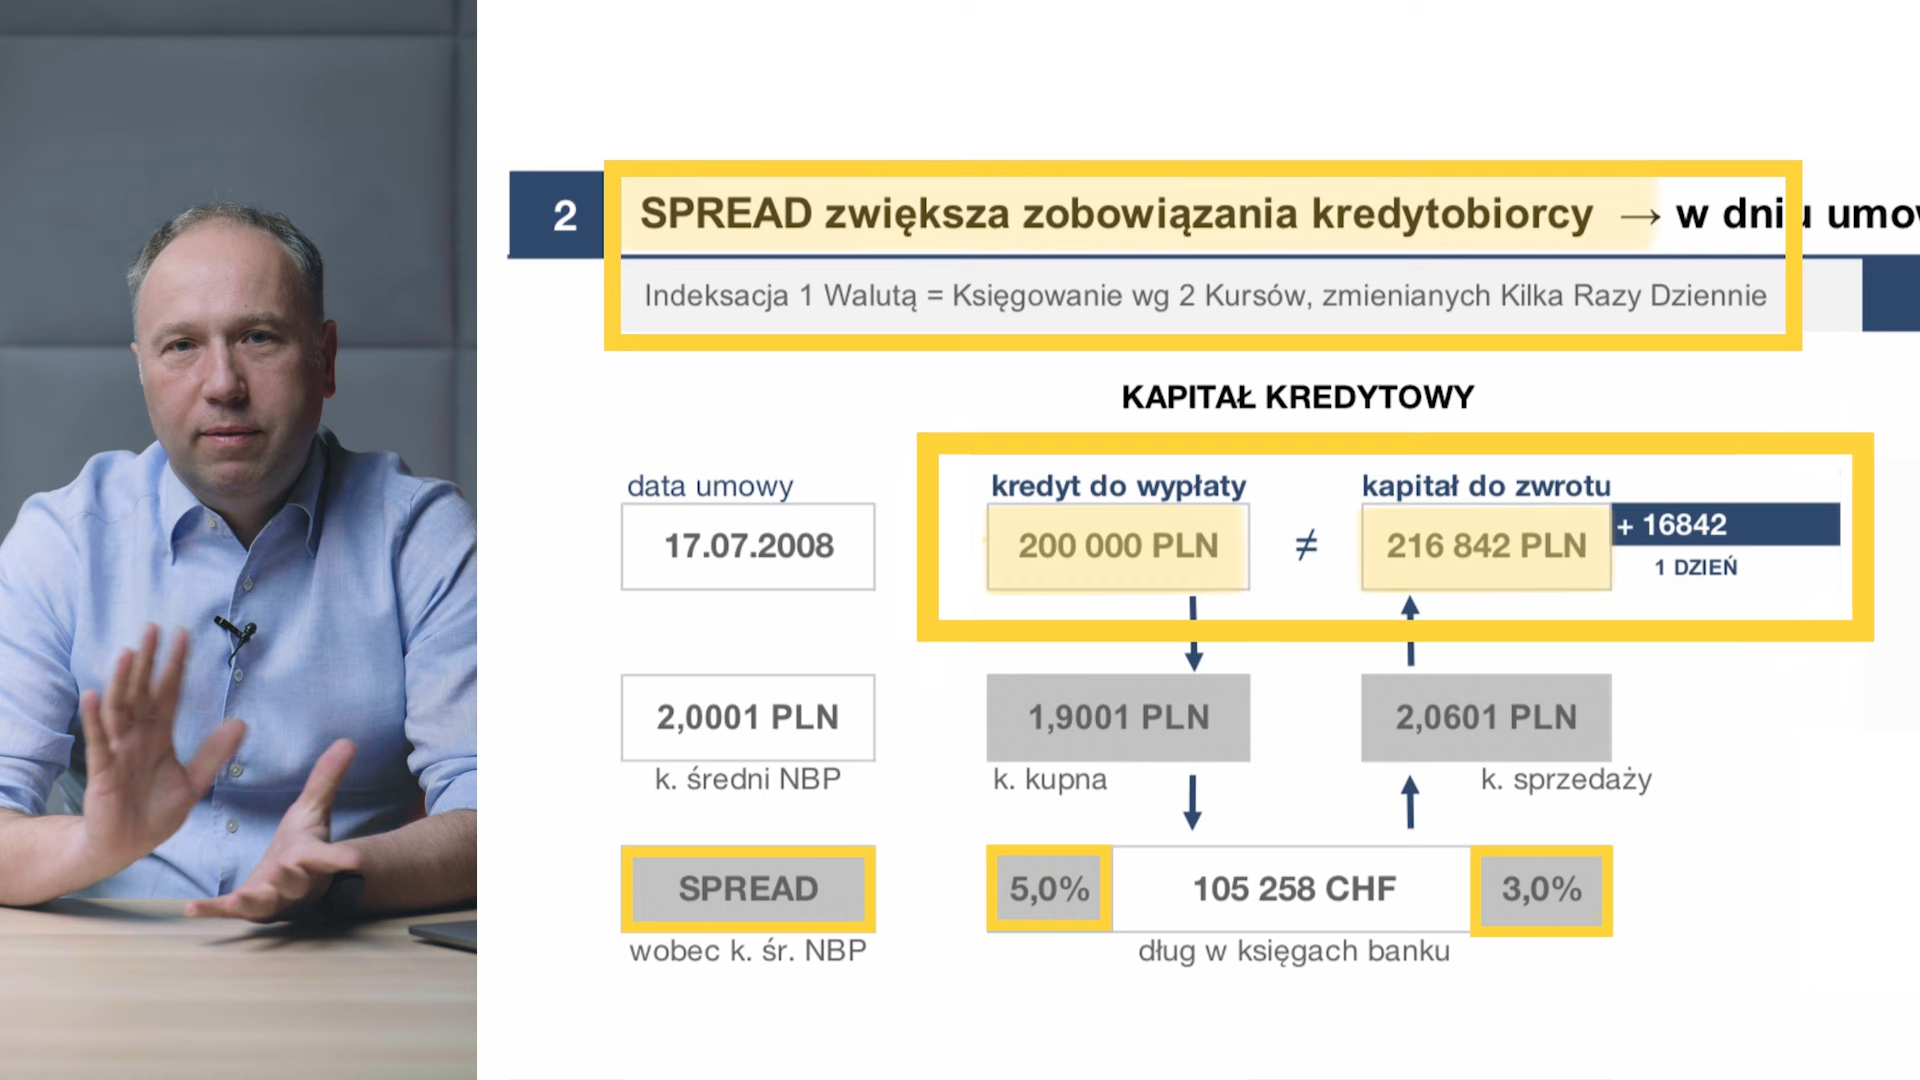 2
SPREAD zwiększa zobowiązania kredytobiorcy → w dniu
Indeksacja 1 Walutą = Księgowanie wg 2 Kursów, zmienianych Kilka Razy Dziennie
KAPITAŁ KREDYTOWY
data umowy
kredyt do wypłaty
kapitał do zwrotu
17.07.2008
200 000 PLN
≠
216 842 PLN
+ 16842
1 DZIEŃ
2,0001 PLN
1,9001 PLN
2,0601 PLN
k. średni NBP
k. kupna
k. sprzedaży
SPREAD
5,0%
105 258 CHF
3,0%
wobec k. śr. NBP
dług w księgach banku